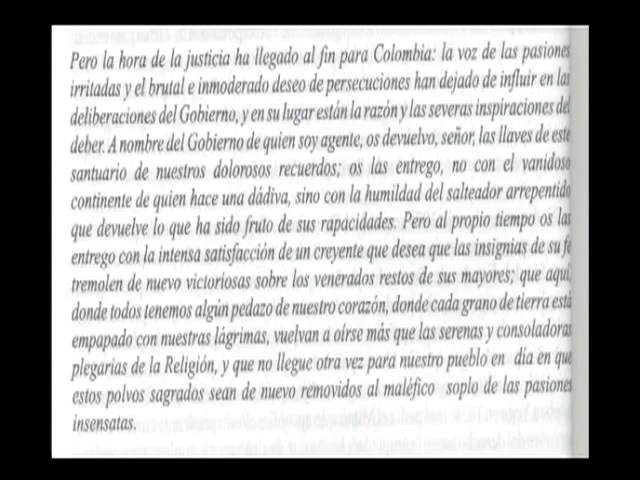 Pero la hora de la justicia ha llegado al fin para Colombia: la voz de las pasiones
irritadas y el brutal e inmoderado deseo de persecuciones han dejado de influir en las
deliberaciones del Gobierno, y en su lugar están la razón y las severas inspiraciones del
deber. A nombre del Gobierno de quien soy agente, os devuelvo, señor, las llaves de este
santuario de nuestros dolorosos recuerdos; os las entrego, no con el vanidoso
continente de quien hace una dádiva, sino con la humildad del salteador arrepentido
que devuelve lo que ha sido fruto de sus rapacidades. Pero al propio tiempo os las
entrego con la intensa satisfacción de un creyente que desea que las insignias de su fe
tremolen de nuevo victoriosas sobre los venerados restos de sus mayores; que aquí,
donde todos tenemos algún pedazo de nuestro corazón, donde cada grano de tierra está
empapado con nuestras lágrimas, vuelvan a oírse más que las serenas y consoladoras
plegarias de la Religión, y que no llegue otra vez para nuestro pueblo en día en que
estos polvos sagrados sean de nuevo removidos al maléfico soplo de las pasiones
insensatas.